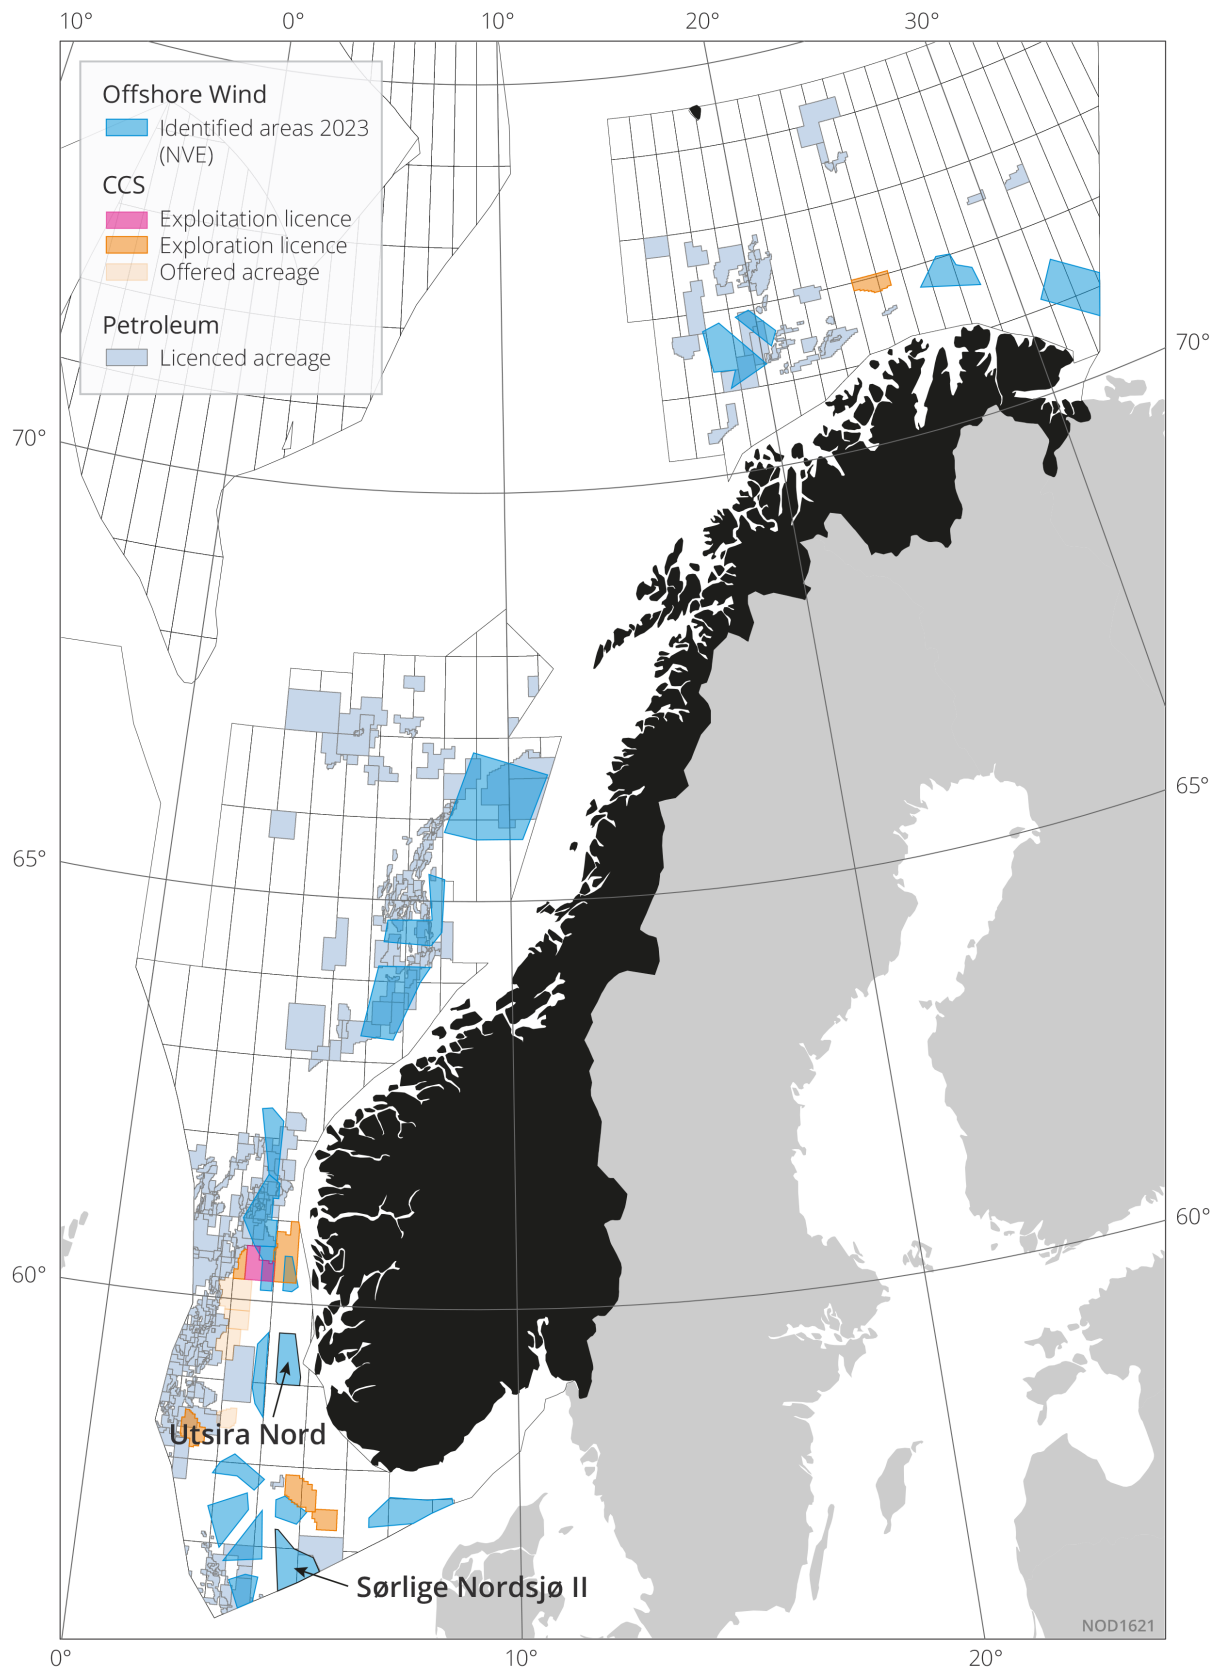 10°
0°
10°
20°
30°
Offshore Wind
Identified areas 2023
(NVE)
CCS
Exploitation licence
Exploration licence
Offered acreage
Petroleum
Licenced acreage
70°
70°
65°
65°
60°
60°
Utsira Nord
Sørlige Nordsjø II
NOD1621
0°
10°
20°